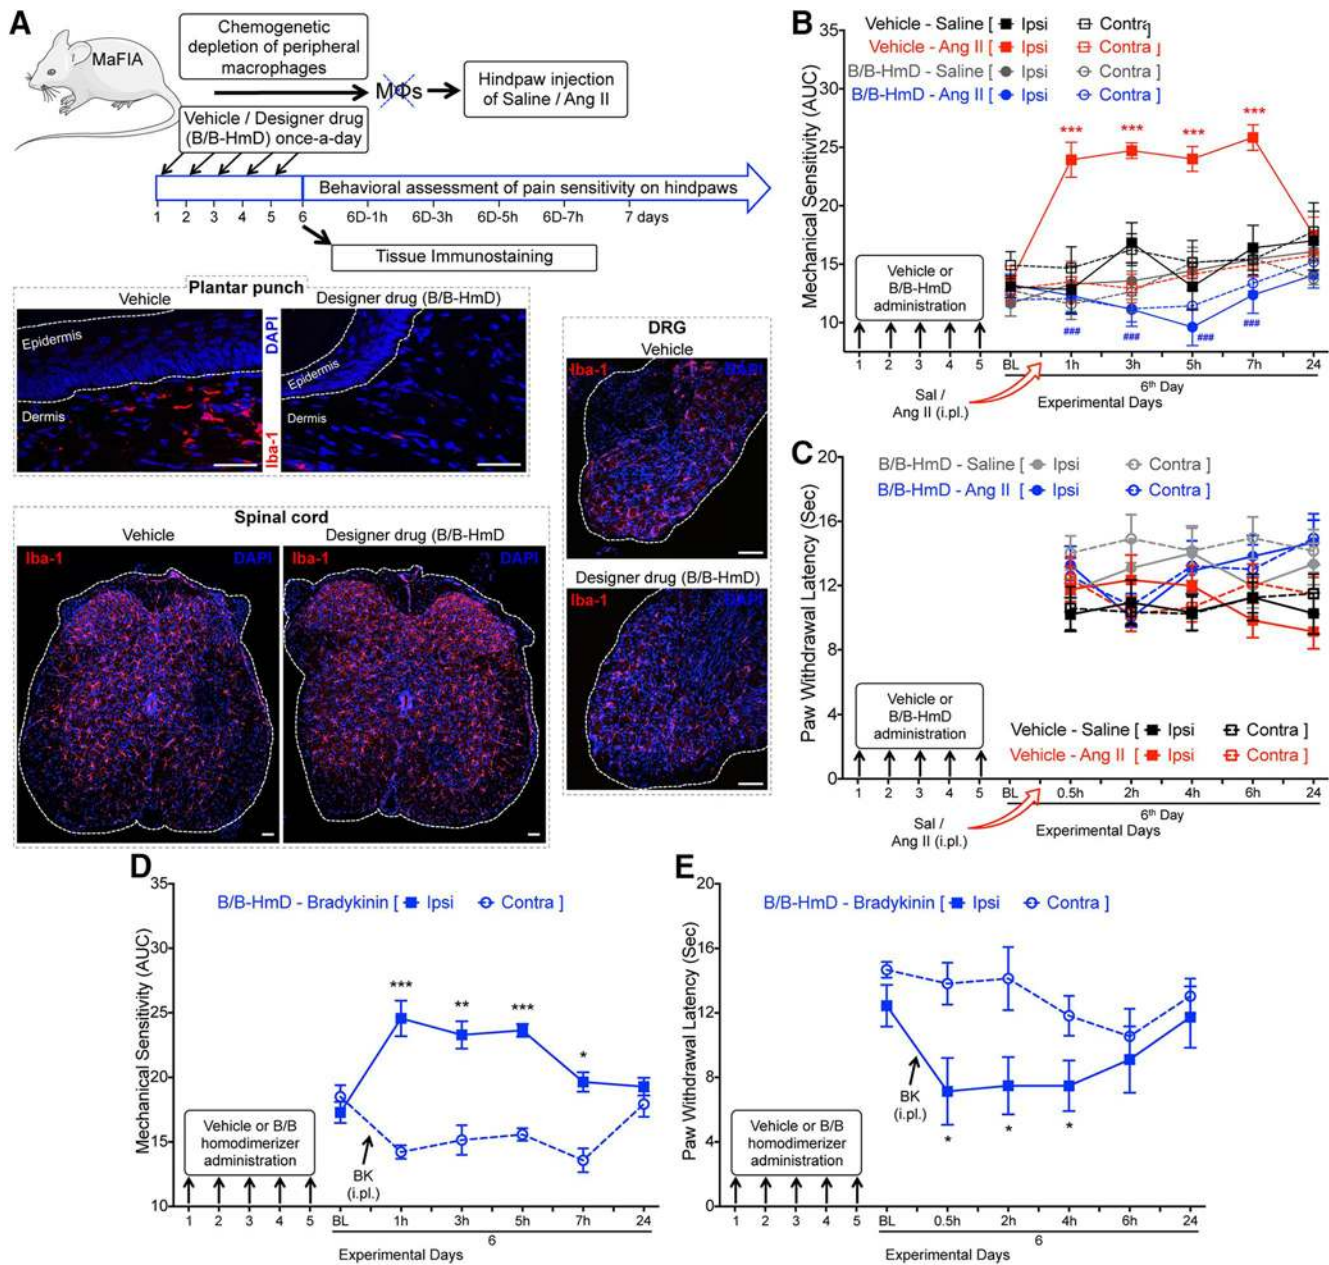 A
MaFIA
Chemogenetic
depletion of peripheral
macrophages
MΦs
Hindpaw injection
of Saline / Ang II
Vehicle / Designer drug
(B/B-HmD) once-a-day
Behavioral assessment of pain sensitivity on hindpaws
1 2 3 4 5 6 6D-1h 6D-3h 6D-5h 6D-7h 7 days
Tissue Immunostaining
Plantar punch
Vehicle
Designer drug (B/B-HmD)
Epidermis
Dermis
Iba-1
DAPI
Epidermis
Dermis
DRG
Vehicle
Iba-1 DAPI
Designer drug (B/B-HmD)
Iba-1 DAPI
Spinal cord
Vehicle
Designer drug (B/B-HmD
Iba-1 DAPI
Iba-1 DAPI
B
Vehicle - Saline [ Ipsi Contra ]
Vehicle - Ang II [ Ipsi Contra ]
B/B-HmD - Saline [ Ipsi Contra ]
B/B-HmD - Ang II [ Ipsi Contra ]
Mechanical Sensitivity (AUC)
35
30
25
20
15
10
*** *** *** ***
### ### ### ###
Vehicle or
B/B-HmD
administration
1 2 3 4 5 BL 1h 3h 5h 7h 24
6th Day
Sal /
Ang II (i.pl.)
Experimental Days
C
B/B-HmD - Saline [ Ipsi Contra ]
B/B-HmD - Ang II [ Ipsi Contra ]
Paw Withdrawal Latency (Sec)
20
16
12
8
4
0
Vehicle or
B/B-HmD
administration
Vehicle - Saline [ Ipsi Contra ]
Vehicle - Ang II [ Ipsi Contra ]
1 2 3 4 5 BL 0.5h 2h 4h 6h 24
6th Day
Sal /
Ang II (i.pl.)
Experimental Days
D
B/B-HmD - Bradykinin [ Ipsi Contra ]
Mechanical Sensitivity (AUC)
35
30
25
20
15
10
*** ** *** *
BK
(i.pl.)
Vehicle or B/B
homodimerizer
administration
1 2 3 4 5 BL 1h 3h 5h 7h 24
6
Experimental Days
E
B/B-HmD - Bradykinin [ Ipsi Contra ]
Paw Withdrawal Latency (Sec)
20
16
12
8
4
0
BK
(i.pl.)
* * *
Vehicle or B/B
homodimerizer
administration
1 2 3 4 5 BL 0.5h 2h 4h 6h 24
6
Experimental Days